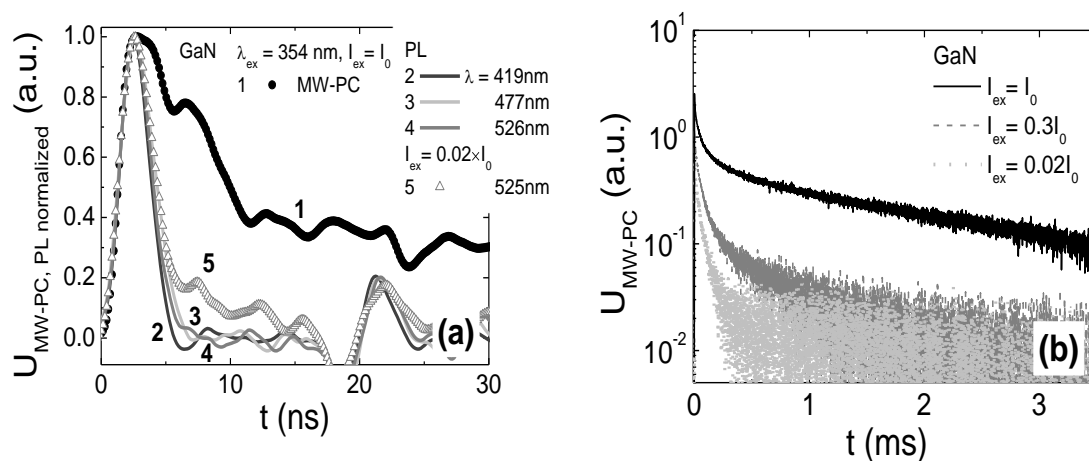 U_MW-PC, PL normalized (a.u.)
1.0
0.8
0.6
0.4
0.2
0.0
GaN λ_ex = 354 nm, I_ex = I_0
1 ● MW-PC
PL
2 λ = 419nm
3 477nm
4 526nm
I_ex = 0.02×I_0
5 △ 525nm
1
5
2
3
4
(a)
0 10 20 30
t (ns)
U_MW-PC (a.u.)
10^1
10^0
10^-1
10^-2
GaN
I_ex = I_0
I_ex = 0.3I_0
I_ex = 0.02I_0
(b)
0 1 2 3
t (ms)